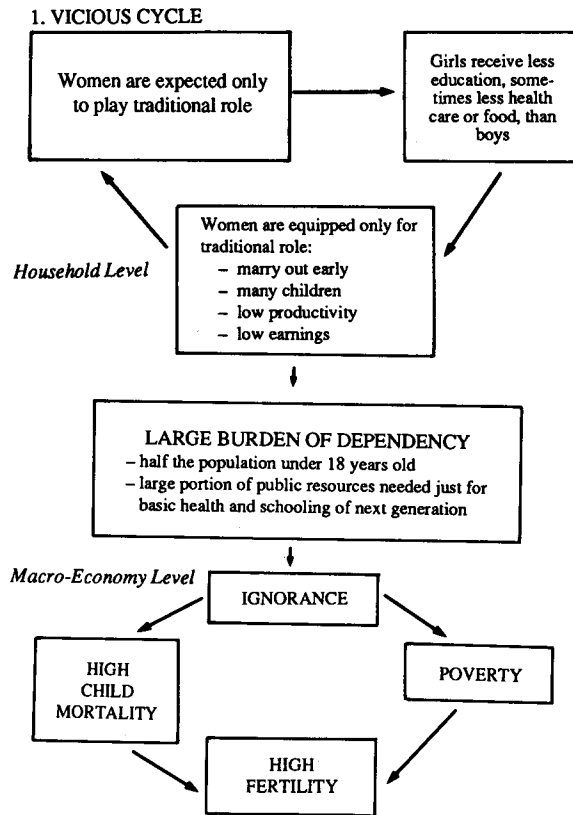 1. VICIOUS CYCLE
Women are expected only
to play traditional role
Girls receive less
education, some-
times less health
care or food, than
boys
Women are equipped only for
traditional role:
– marry out early
– many children
– low productivity
– low earnings
Household Level
LARGE BURDEN OF DEPENDENCY
– half the population under 18 years old
– large portion of public resources needed just for
basic health and schooling of next generation
Macro-Economy Level
IGNORANCE
HIGH
CHILD
MORTALITY
POVERTY
HIGH
FERTILITY